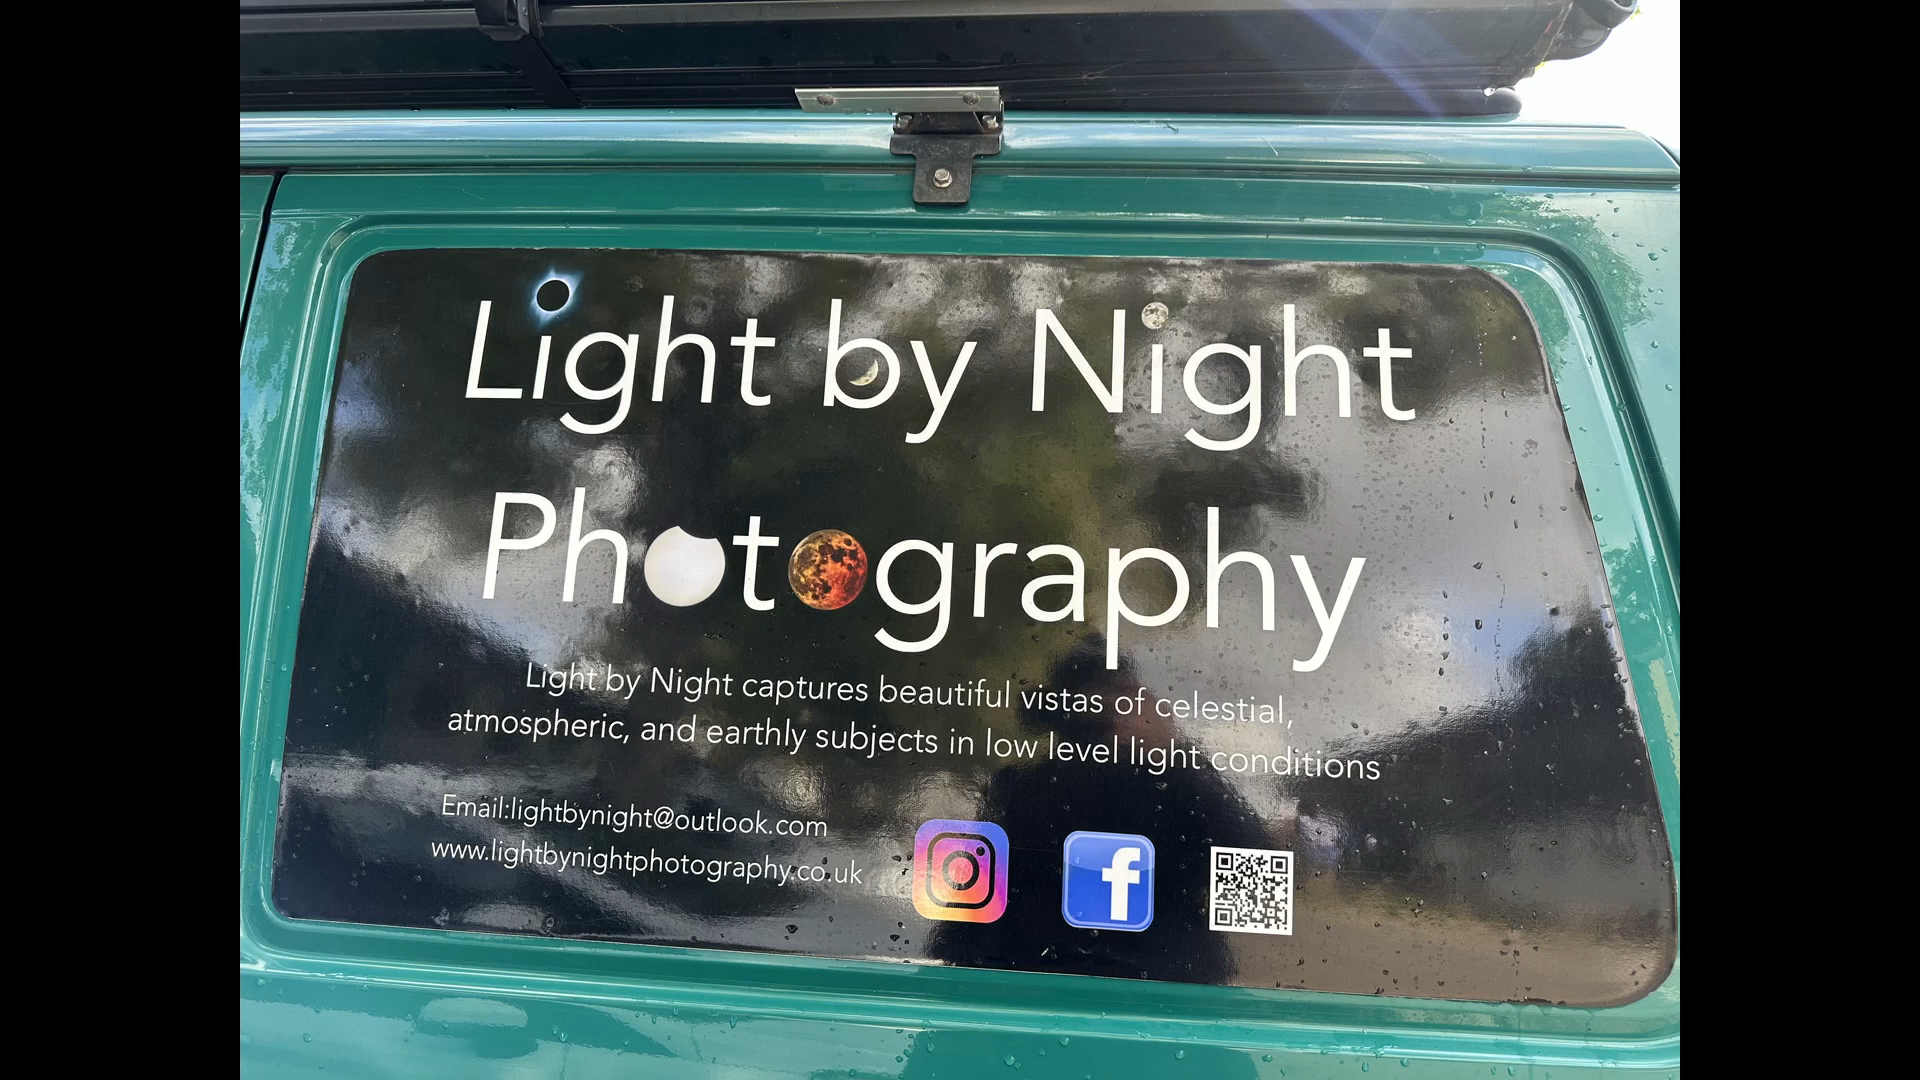 Light by Night
Photography
Light by Night captures beautiful vistas of celestial,
atmospheric, and earthly subjects in low level light conditions
Email:lightbynight@outlook.com
www.lightbynightphotography.co.uk
f